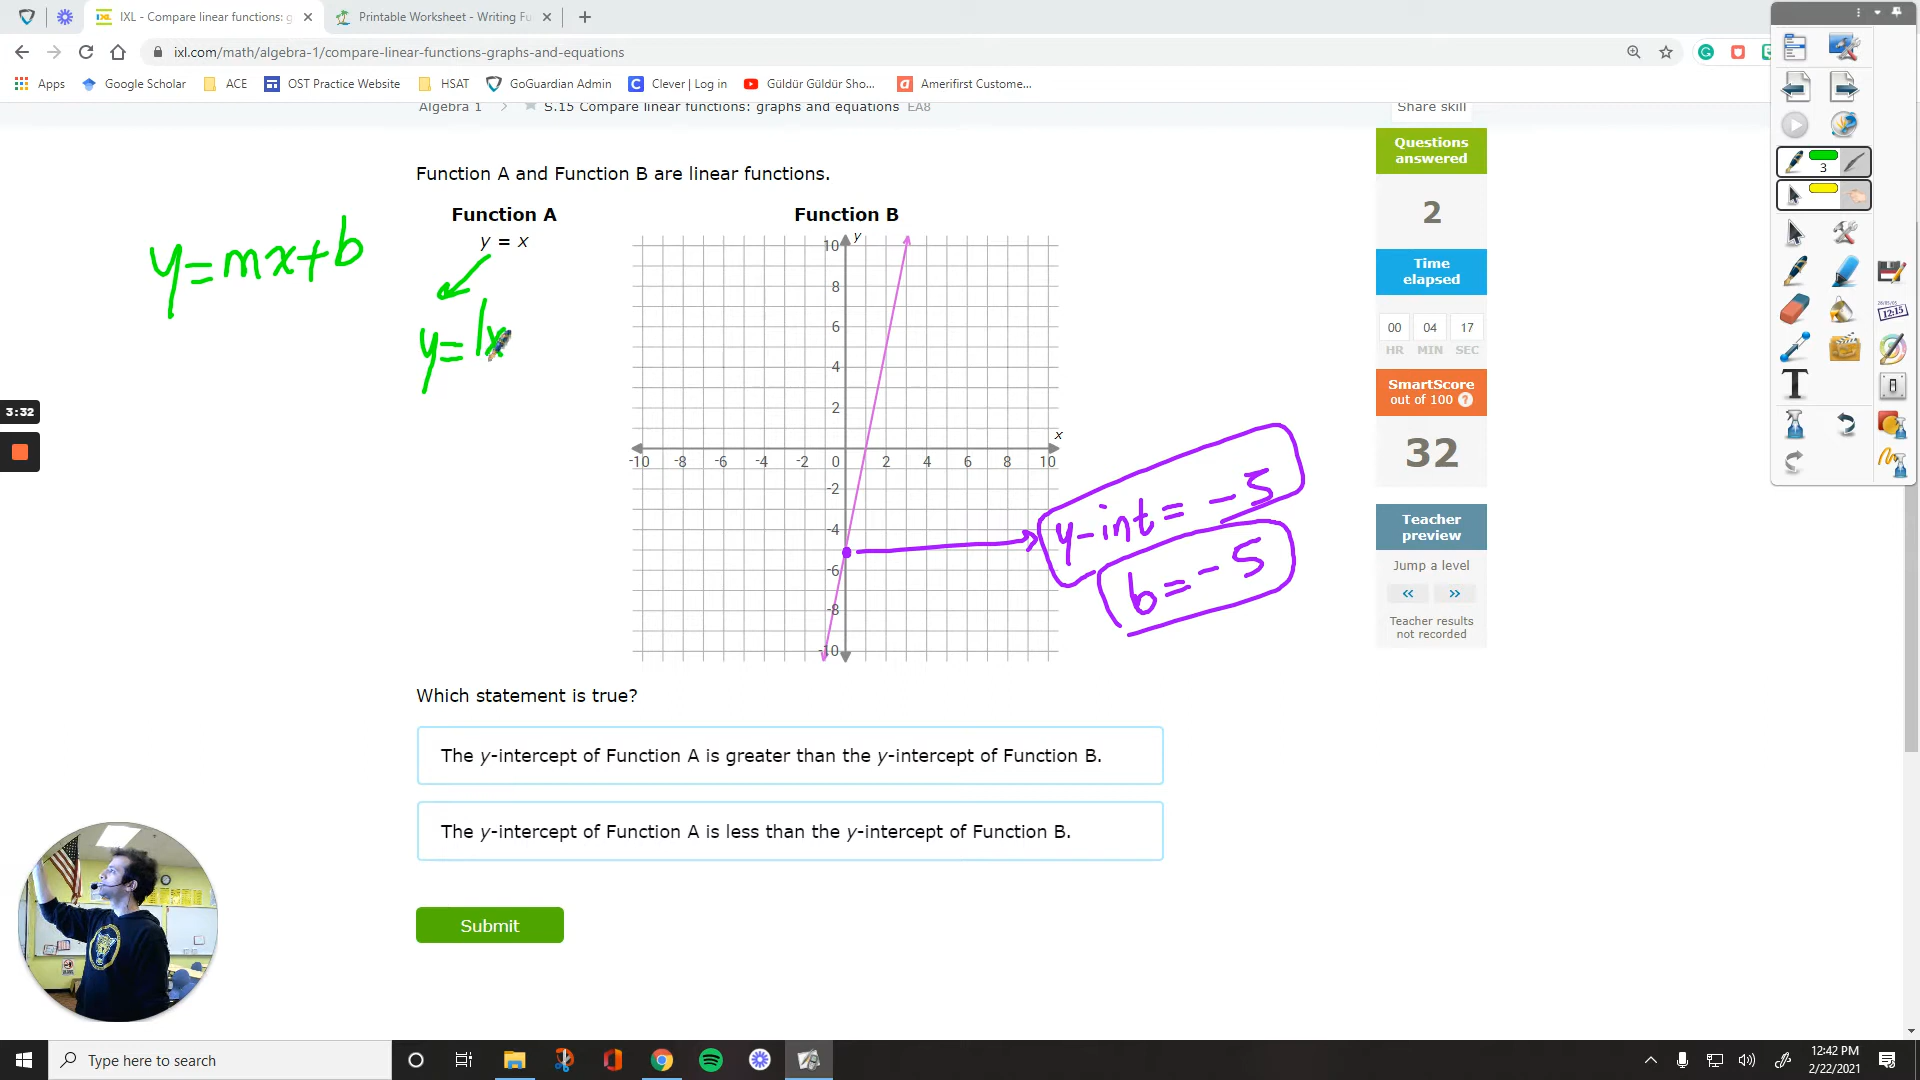 IXL - Compare linear functions: g
Printable Worksheet - Writing Fu
ixl.com/math/algebra-1/compare-linear-functions-graphs-and-equations
Apps
Google Scholar
ACE
OST Practice Website
HSAT
GoGuardian Admin
Clever | Log in
Güldür Güldür Sho...
Amerifirst Custome...
Algebra 1 > S.15 Compare linear functions: graphs and equations EA8
Share skill
Function A and Function B are linear functions.
Function A
y = x
Function B
y=mx+b
y=1x
y
10
8
6
4
2
x
-10 -8 -6 -4 -2 0 2 4 6 8 10
-2
-4
-6
-8
-10
y-int = -5
b = -5
Which statement is true?
The y-intercept of Function A is greater than the y-intercept of Function B.
The y-intercept of Function A is less than the y-intercept of Function B.
Submit
Questions
answered
2
Time
elapsed
00 04 17
HR MIN SEC
SmartScore
out of 100 ?
32
Teacher
preview
Jump a level
<< >>
Teacher results
not recorded
3:32
3
12:15
T
Type here to search
12:42 PM
2/22/2021